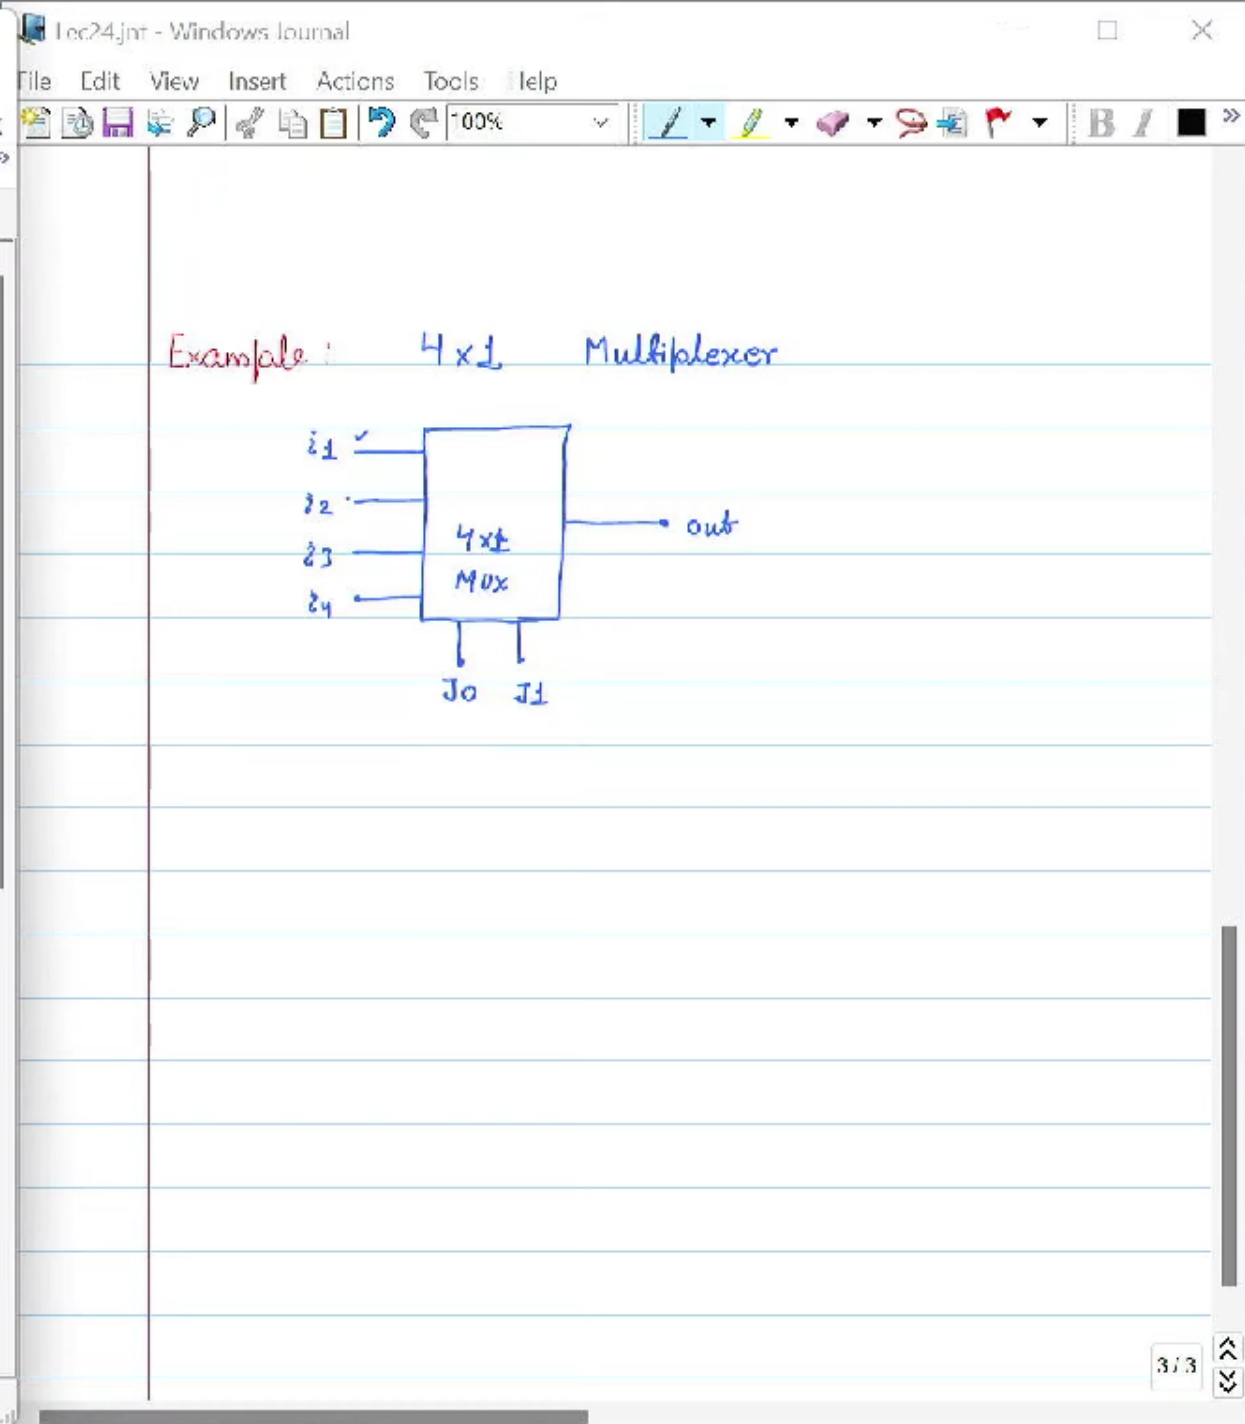 Lec24.jnt - Windows Journal
File Edit View Insert Actions Tools Help
100%
B I
Example: 4x1 Multiplexer
i1
i2
i3
i4
4x1
MUX
out
J0 J1
3 / 3